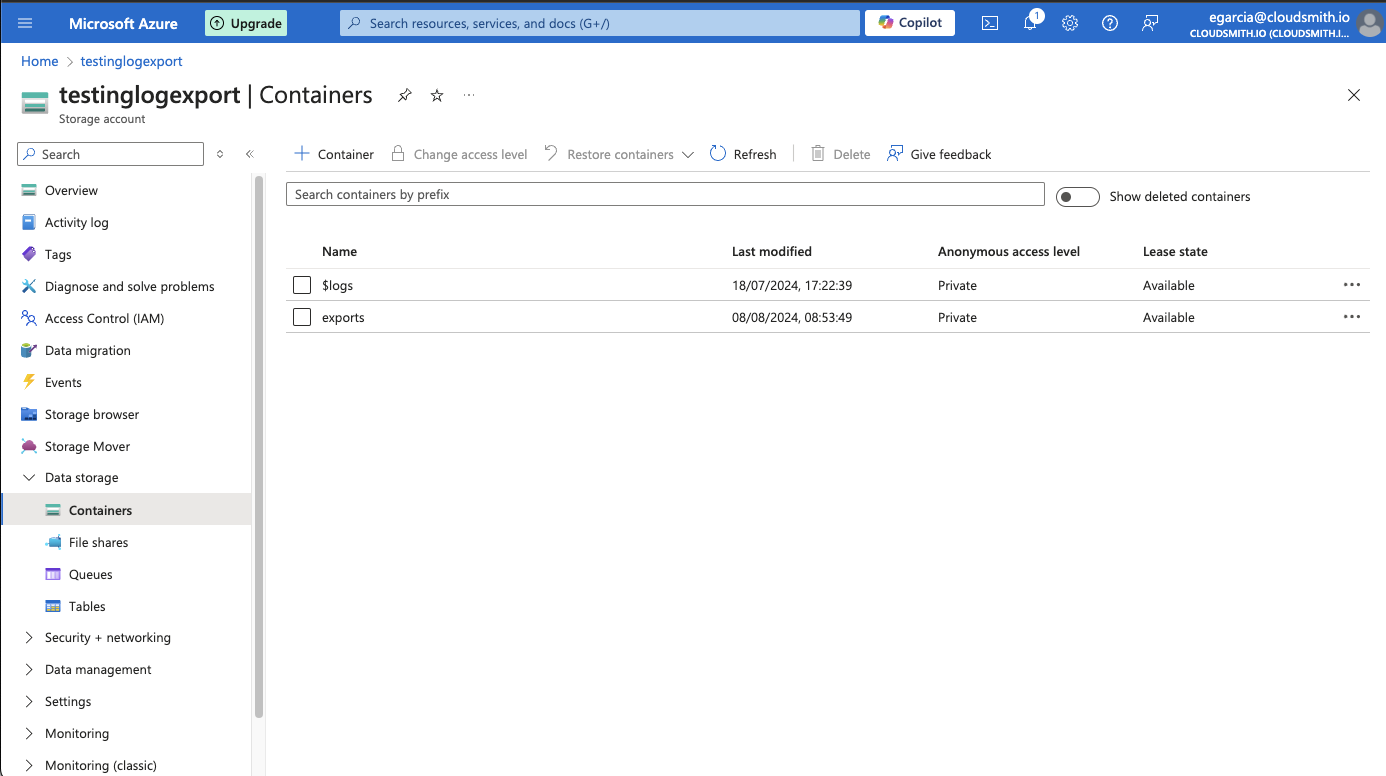 Microsoft Azure
Upgrade
Search resources, services, and docs (G+/)
Copilot
1
egarcia@cloudsmith.io
CLOUDSMITH.IO (CLOUDSMITH.I...
Home > testinglogexport
testinglogexport | Containers
Storage account
Search
Container
Change access level
Restore containers
Refresh
Delete
Give feedback
Search containers by prefix
Show deleted containers
Overview
Activity log
Tags
Diagnose and solve problems
Access Control (IAM)
Data migration
Events
Storage browser
Storage Mover
Data storage
Containers
File shares
Queues
Tables
Security + networking
Data management
Settings
Monitoring
Monitoring (classic)
Name Last modified Anonymous access level Lease state
$logs 18/07/2024, 17:22:39 Private Available
exports 08/08/2024, 08:53:49 Private Available